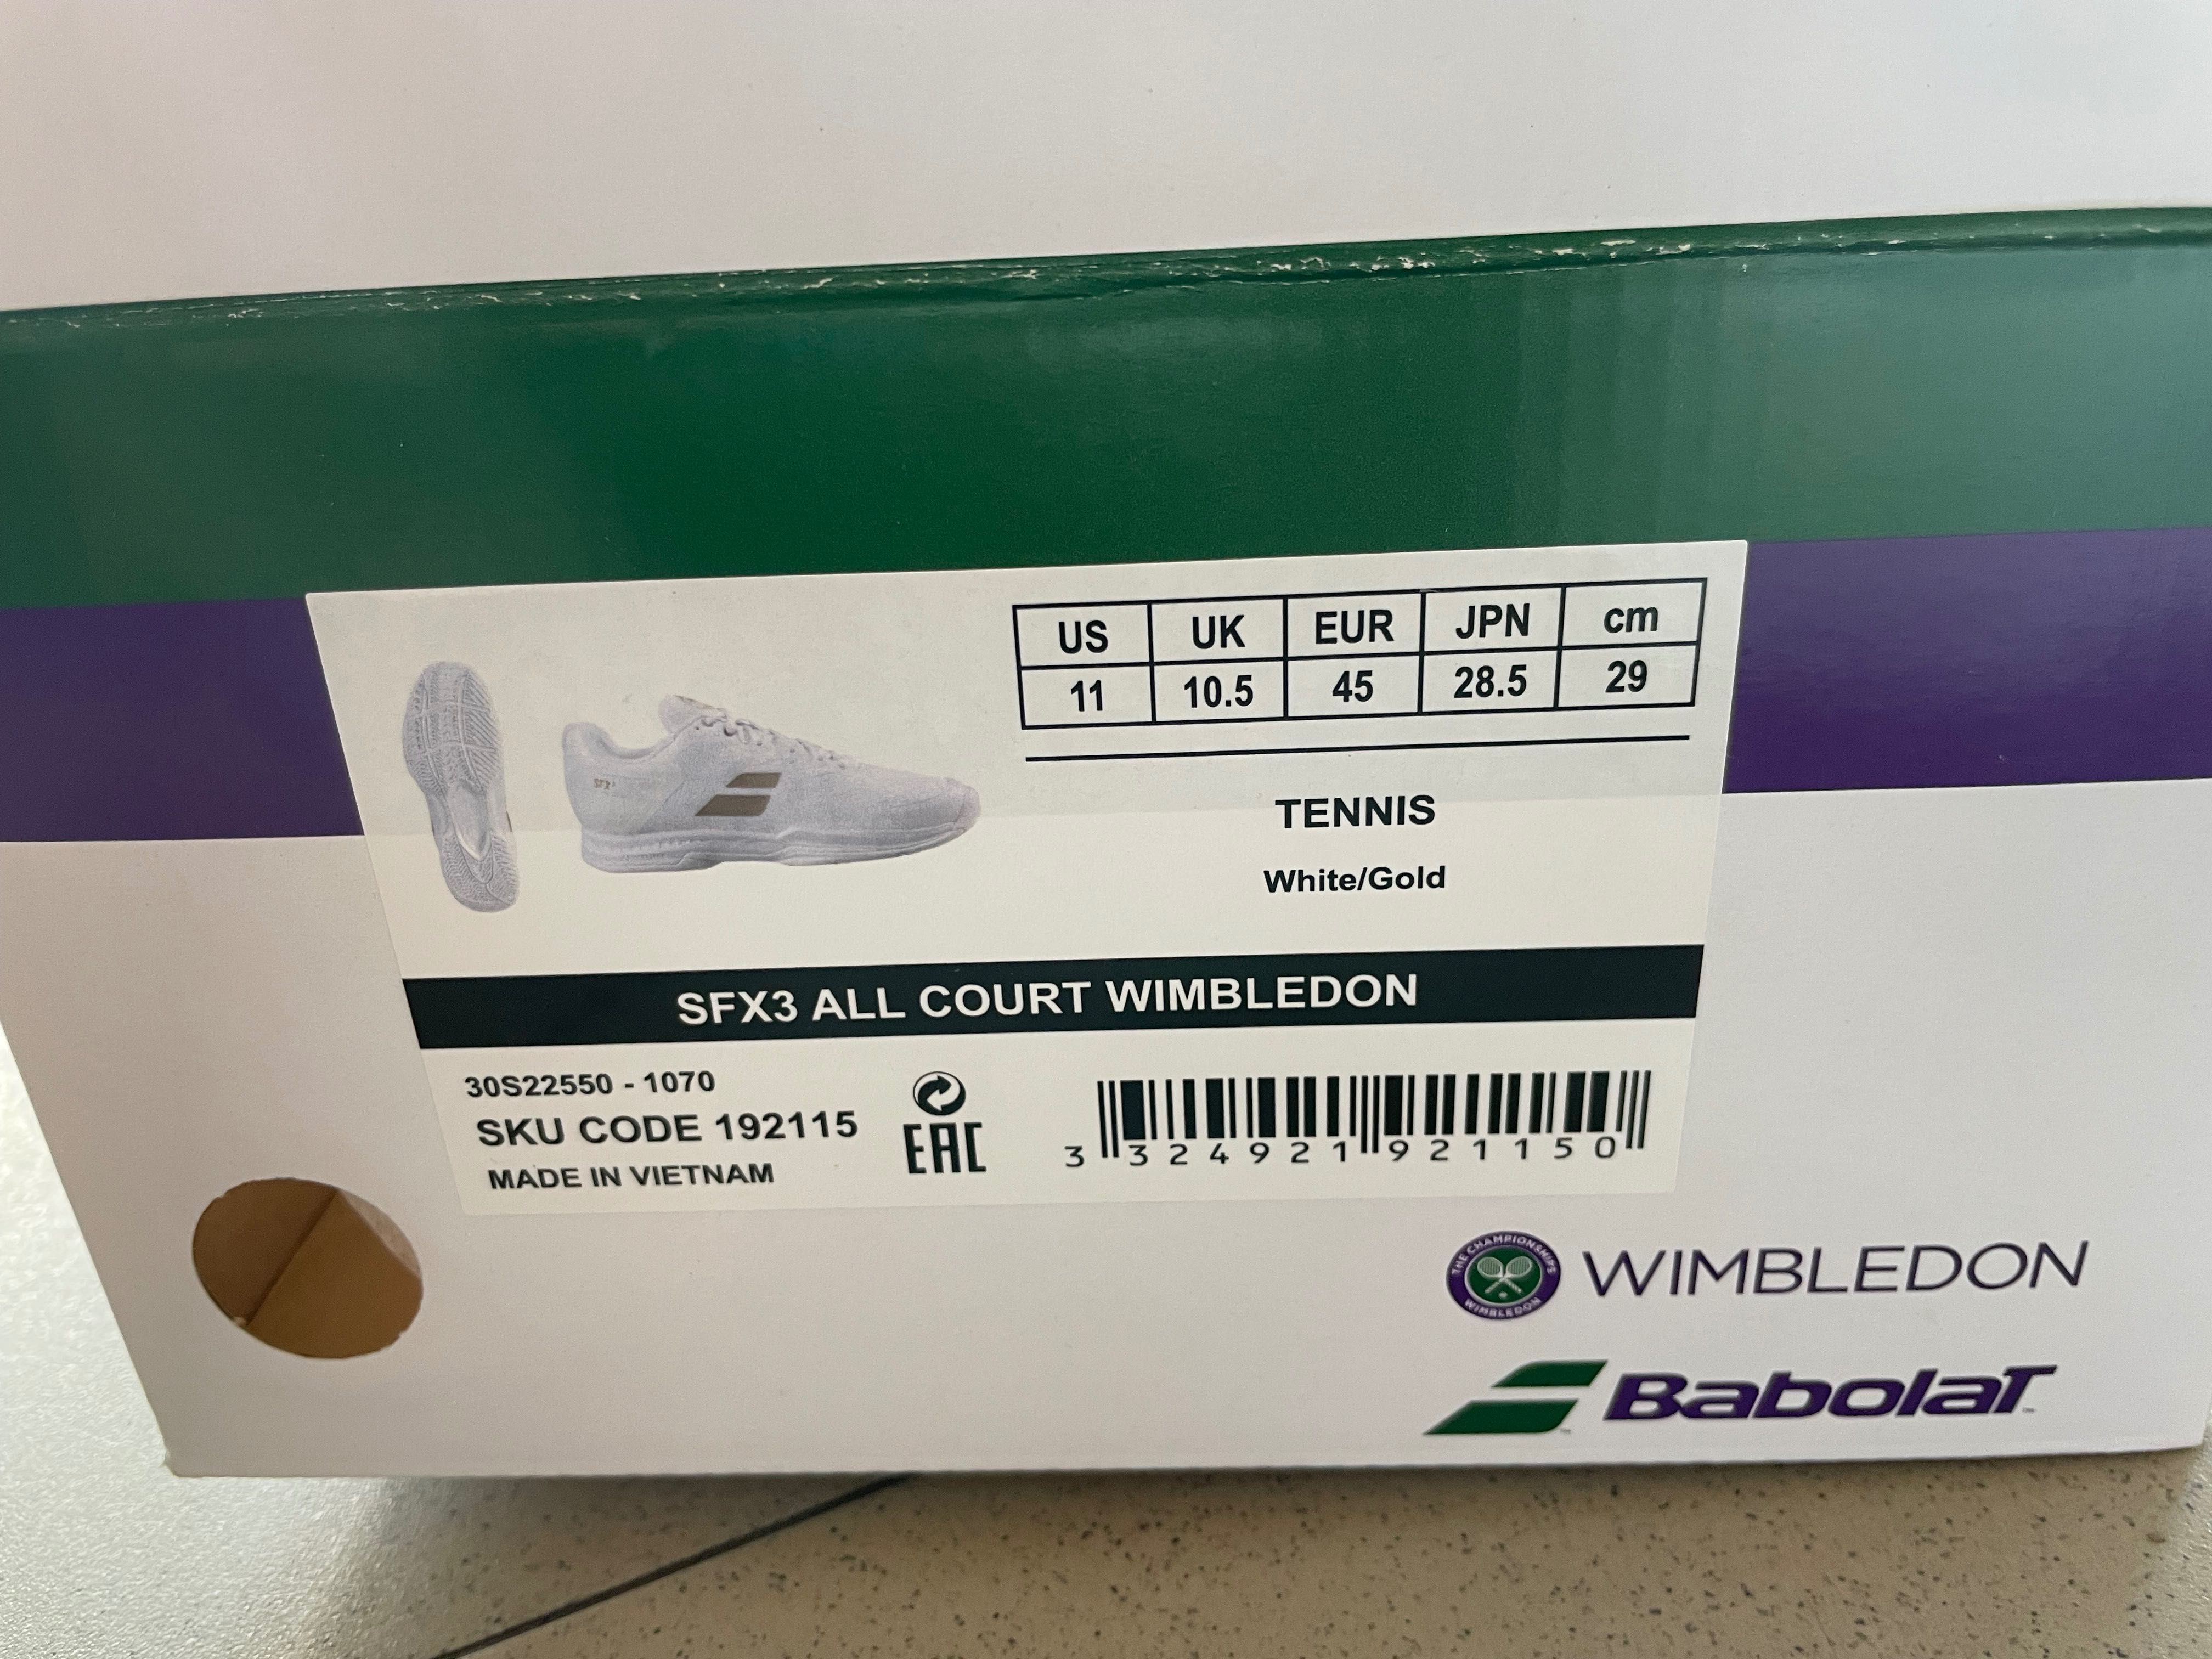 US UK EUR JPN cm
11 10.5 45 28.5 29
TENNIS
White/Gold
SFX3
SFX3 ALL COURT WIMBLEDON
30S22550 - 1070
SKU CODE 192115
MADE IN VIETNAM
EAC
3 324921 921150
THE CHAMPIONSHIPS
WIMBLEDON
WIMBLEDON
BabolaT